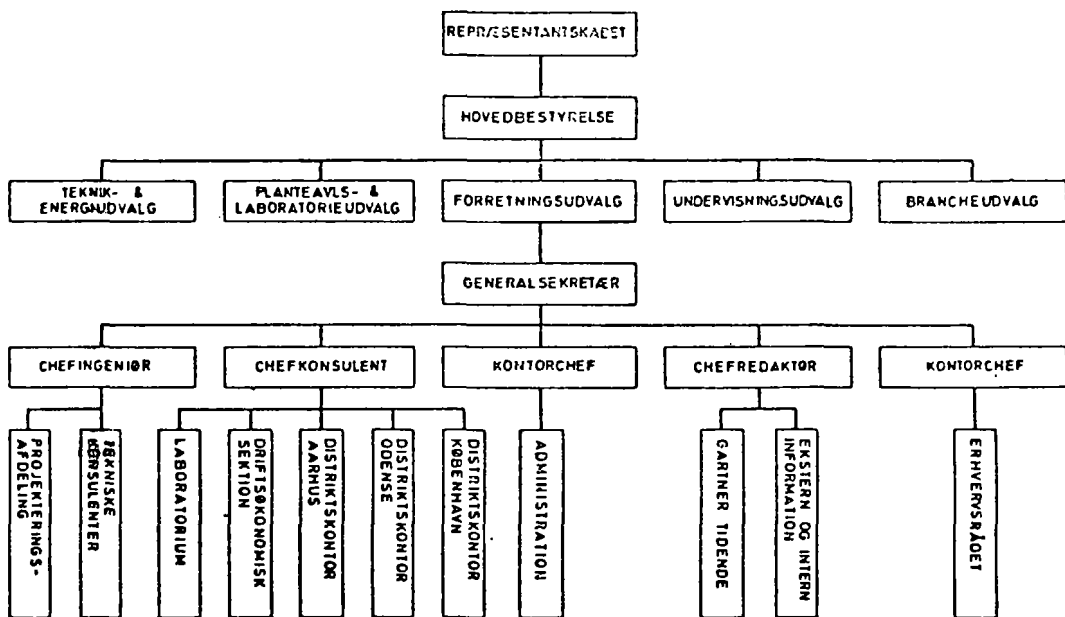 REPRÆSENTANTSKABET
HOVEDBESTYRELSE
TEKNIK- &
ENERGIUDVALG
PLANTEAVLS- &
LABORATORIEUDVALG
FORRETNINGSUDVALG
UNDERVISNINGSUDVALG
BRANCHEUDVALG
GENERALSEKRETÆR
CHEFINGENIØR
CHEFKONSULENT
KONTORCHEF
CHEFREDAKTØR
KONTORCHEF
PROJEKTERINGS-
AFDELING
TEKNISKE
KONSULENTER
LABORATORIUM
DRIFTSØKONOMISK
SEKTION
DISTRIKTSKONTOR
AARHUS
DISTRIKTSKONTOR
ODENSE
DISTRIKTSKONTOR
KØBENHAVN
ADMINISTRATION
GARTNER TIDENDE
EKSTERN OG INTERN
INFORMATION
ERHVERVSRÅDET